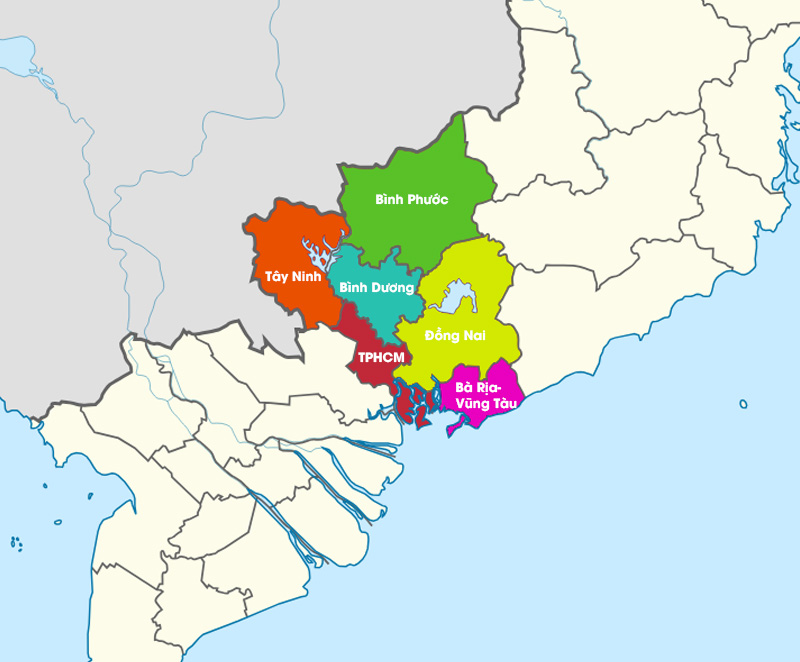 Bình Phước
Tây Ninh
Bình Dương
Đồng Nai
TPHCM
Bà Rịa-
Vũng Tàu